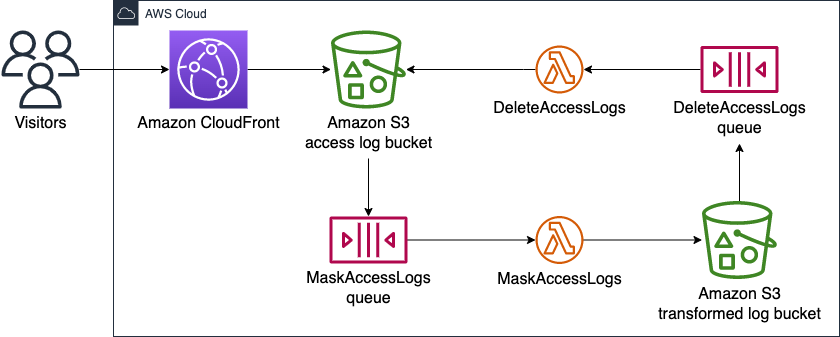 AWS Cloud
Visitors
Amazon CloudFront
Amazon S3
access log bucket
DeleteAccessLogs
DeleteAccessLogs
queue
MaskAccessLogs
queue
MaskAccessLogs
Amazon S3
transformed log bucket